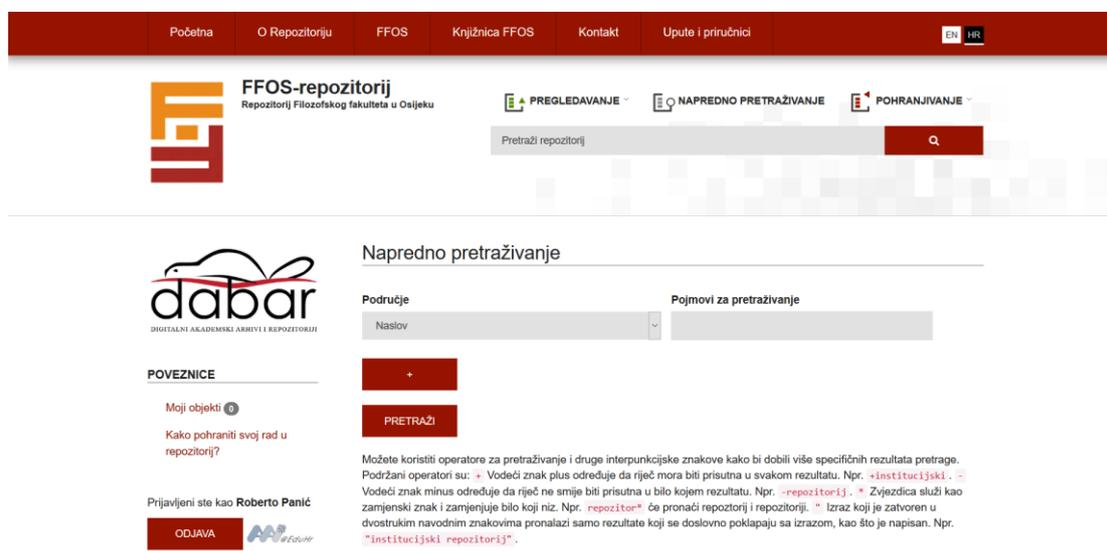 Početna O Repozitoriju FFOS Knjižnica FFOS Kontakt Upute i priručnici EN HR
FFOS-repozitorij
Repozitorij Filozofskog fakulteta u Osijeku
PREGLEDAVANJE NAPREDNO PRETRAŽIVANJE POHRANJIVANJE
Pretraži repozitorij
Napredno pretraživanje
dabar
DIGITALNI AKADEMSKI ARHIVI I REPOZITORIJI
Područje Pojmovi za pretraživanje
Naslov
POVEZNICE
+
Moji objekti 0
PRETRAŽI
Kako pohraniti svoj rad u
repozitorij?
Možete koristiti operatore za pretraživanje i druge interpunkcijske znakove kako bi dobili više specifičnih rezultata pretrage.
Podržani operatori su: + Vodeći znak plus određuje da riječ mora biti prisutna u svakom rezultatu. Npr. +institucijski . -
Vodeći znak minus određuje da riječ ne smije biti prisutna u bilo kojem rezultatu. Npr. -repozitorij . * Zvjezdica služi kao
zamjenski znak i zamjenjuje bilo koji niz. Npr. repozitor* će pronaći repoztorij i repozitoriji. " Izraz koji je zatvoren u
dvostrukim navodnim znakovima pronalazi samo rezultate koji se doslovno poklapaju sa izrazom, kao što je napisan. Npr.
"institucijski repozitorij" .
Prijavljeni ste kao Roberto Panić
ODJAVA AAI@EduHr